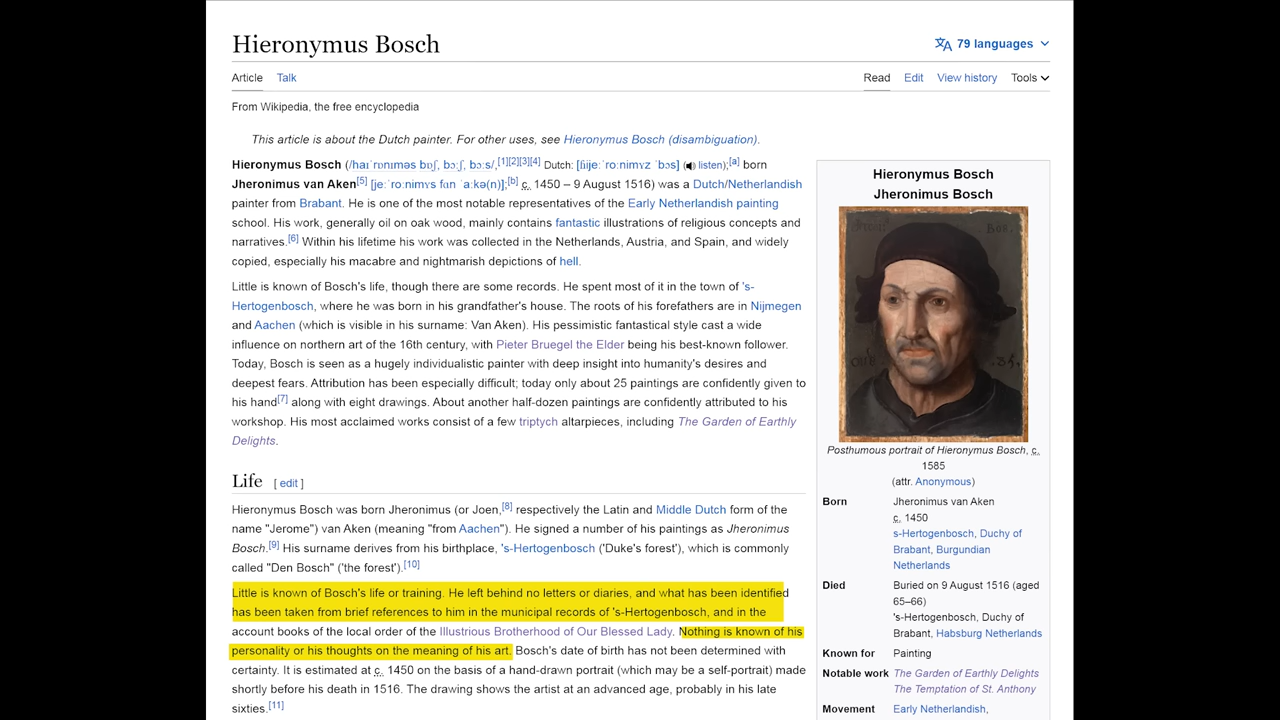 Hieronymus Bosch
79 languages
Article Talk Read Edit View history Tools
From Wikipedia, the free encyclopedia
This article is about the Dutch painter. For other uses, see Hieronymus Bosch (disambiguation).
Hieronymus Bosch (/haɪˈrɒnɪməs bɒʃ, bɔːʃ, bɔːs/,[1][2][3][4] Dutch: [ɦijeːˈroːnimʏz ˈbɔs] (listen);[a] born
Jheronimus van Aken[5] [jeːˈroːnimʏs fɑn ˈaːkə(n)];[b] c. 1450 – 9 August 1516) was a Dutch/Netherlandish
painter from Brabant. He is one of the most notable representatives of the Early Netherlandish painting
school. His work, generally oil on oak wood, mainly contains fantastic illustrations of religious concepts and
narratives.[6] Within his lifetime his work was collected in the Netherlands, Austria, and Spain, and widely
copied, especially his macabre and nightmarish depictions of hell.
Little is known of Bosch's life, though there are some records. He spent most of it in the town of 's-
Hertogenbosch, where he was born in his grandfather's house. The roots of his forefathers are in Nijmegen
and Aachen (which is visible in his surname: Van Aken). His pessimistic fantastical style cast a wide
influence on northern art of the 16th century, with Pieter Bruegel the Elder being his best-known follower.
Today, Bosch is seen as a hugely individualistic painter with deep insight into humanity's desires and
deepest fears. Attribution has been especially difficult; today only about 25 paintings are confidently given to
his hand[7] along with eight drawings. About another half-dozen paintings are confidently attributed to his
workshop. His most acclaimed works consist of a few triptych altarpieces, including The Garden of Earthly
Delights.
Life [ edit ]
Hieronymus Bosch was born Jheronimus (or Joen,[8] respectively the Latin and Middle Dutch form of the
name "Jerome") van Aken (meaning "from Aachen"). He signed a number of his paintings as Jheronimus
Bosch.[9] His surname derives from his birthplace, 's-Hertogenbosch ('Duke's forest'), which is commonly
called "Den Bosch" ('the forest').[10]
Little is known of Bosch's life or training. He left behind no letters or diaries, and what has been identified
has been taken from brief references to him in the municipal records of 's-Hertogenbosch, and in the
account books of the local order of the Illustrious Brotherhood of Our Blessed Lady. Nothing is known of his
personality or his thoughts on the meaning of his art. Bosch's date of birth has not been determined with
certainty. It is estimated at c. 1450 on the basis of a hand-drawn portrait (which may be a self-portrait) made
shortly before his death in 1516. The drawing shows the artist at an advanced age, probably in his late
sixties.[11]
Hieronymus Bosch
Jheronimus Bosch
Posthumous portrait of Hieronymus Bosch, c.
1585
(attr. Anonymous)
Born Jheronimus van Aken
c. 1450
s-Hertogenbosch, Duchy of
Brabant, Burgundian
Netherlands
Died Buried on 9 August 1516 (aged
65–66)
's-Hertogenbosch, Duchy of
Brabant, Habsburg Netherlands
Known for Painting
Notable work The Garden of Earthly Delights
The Temptation of St. Anthony
Movement Early Netherlandish,